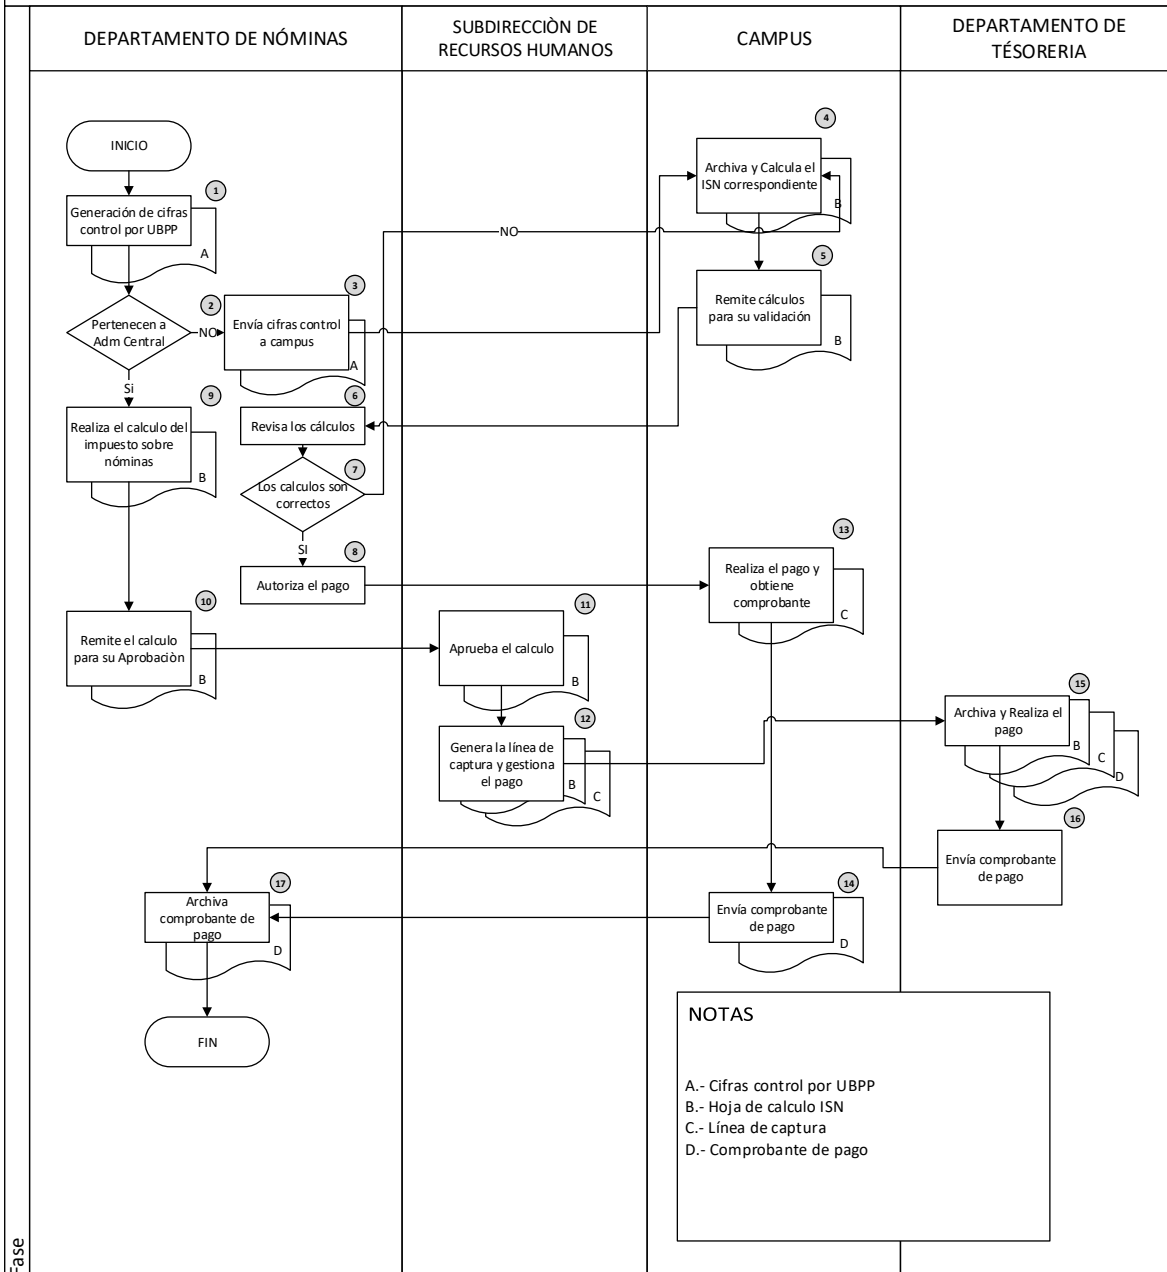 DEPARTAMENTO DE NÓMINAS
SUBDIRECCIÒN DE
RECURSOS HUMANOS
CAMPUS
DEPARTAMENTO DE
TÉSORERIA
INICIO
1
Generación de cifras
control por UBPP
A
2
Pertenecen a
Adm Central
NO
Si
3
Envía cifras control
a campus
A
4
Archiva y Calcula el
ISN correspondiente
B
NO
5
Remite cálculos
para su validación
B
6
Revisa los cálculos
7
Los calculos son
correctos
SI
8
Autoriza el pago
9
Realiza el calculo del
impuesto sobre
nóminas
B
10
Remite el calculo
para su Aprobaciòn
B
11
Aprueba el calculo
B
12
Genera la línea de
captura y gestiona
el pago
B
C
13
Realiza el pago y
obtiene
comprobante
C
14
Envía comprobante
de pago
D
15
Archiva y Realiza el
pago
B
C
D
16
Envía comprobante
de pago
17
Archiva
comprobante de
pago
D
FIN
NOTAS
A.- Cifras control por UBPP
B.- Hoja de calculo ISN
C.- Línea de captura
D.- Comprobante de pago
Fase